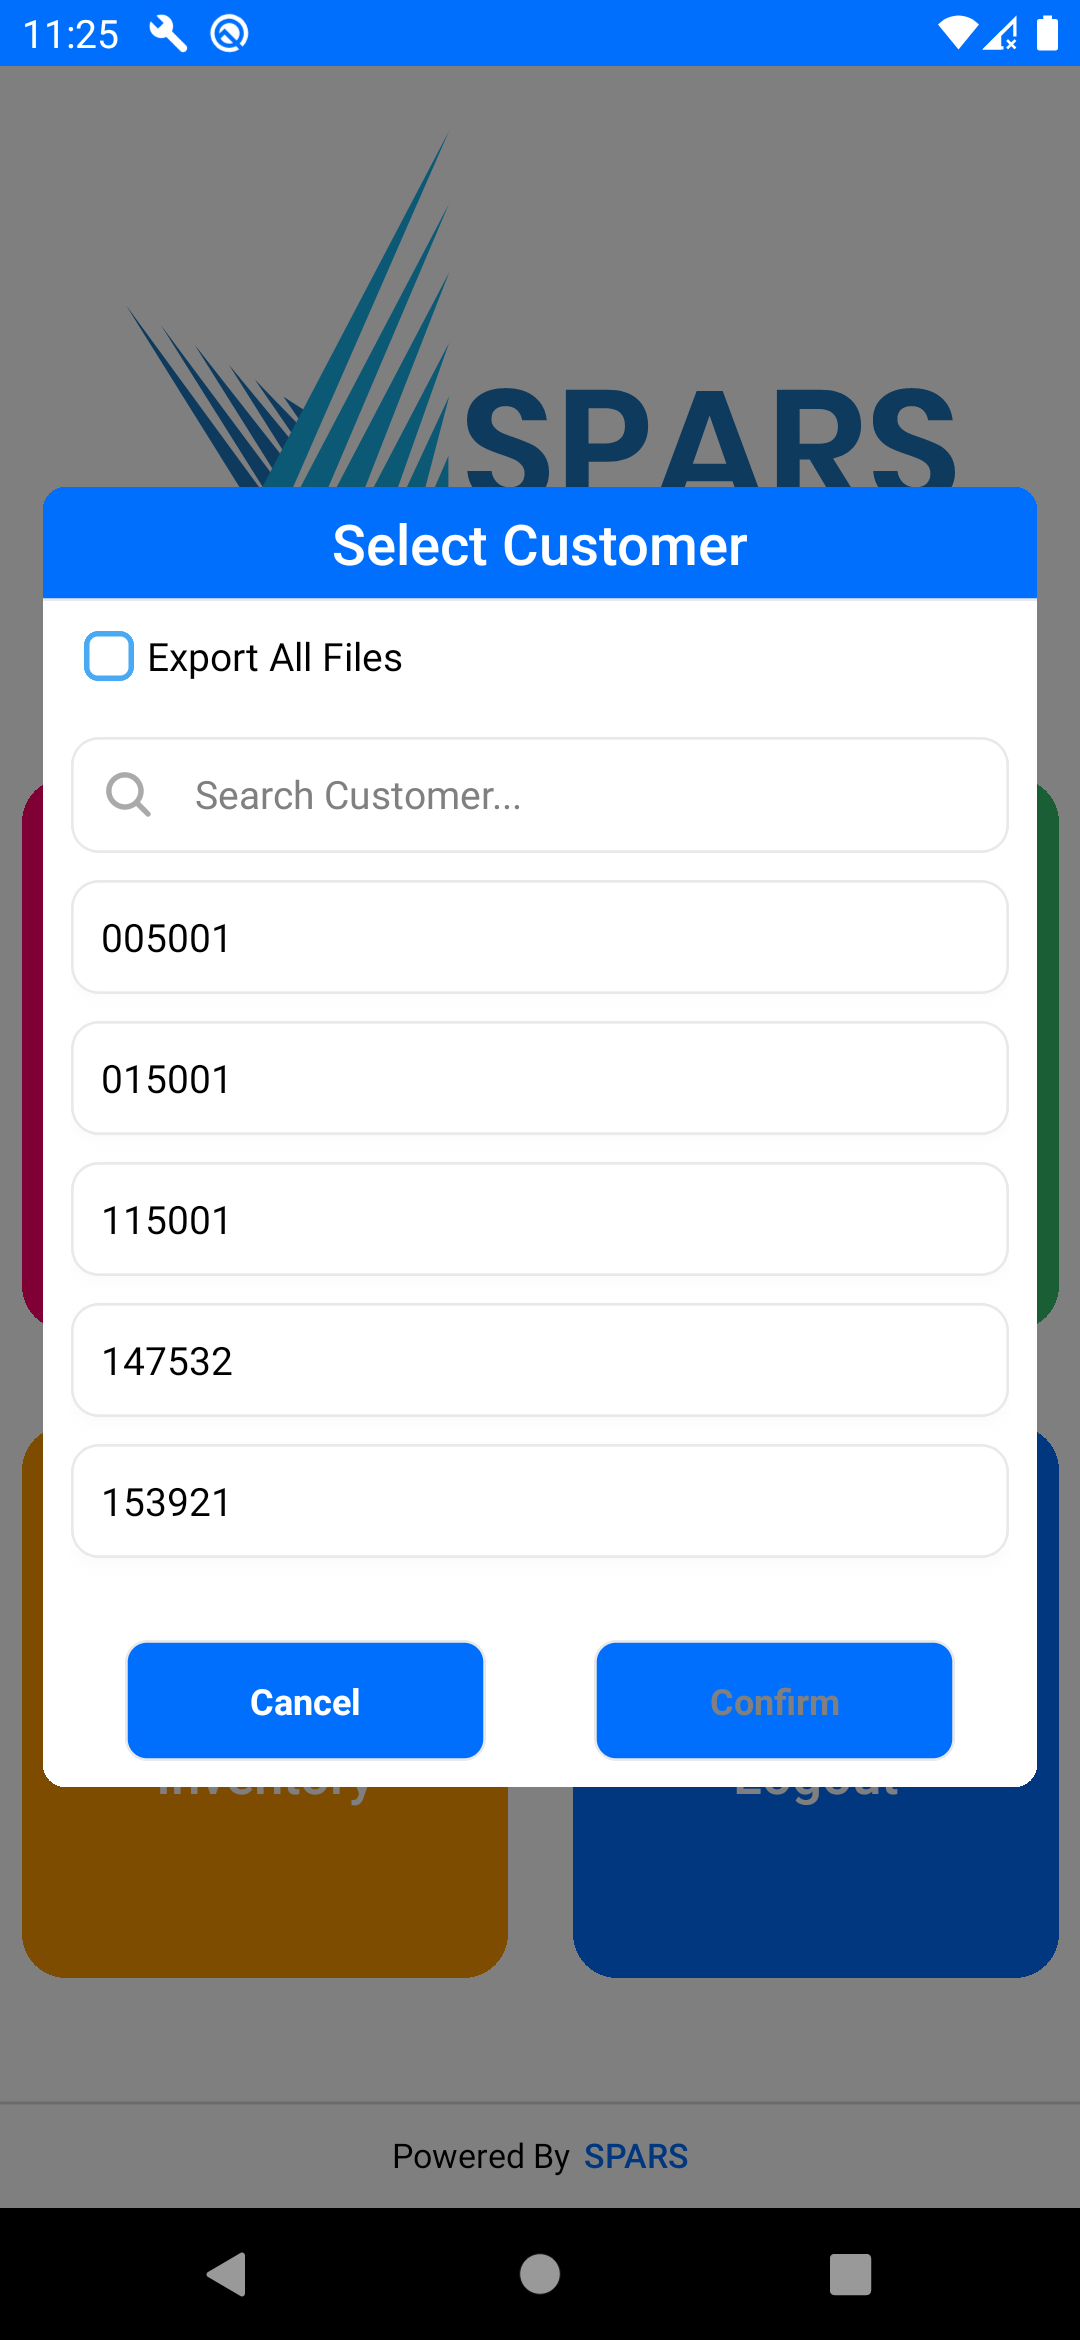 11:25
SPARS
Select Customer
Export All Files
Search Customer...
005001
015001
115001
147532
153921
Cancel
Confirm
Inventory
Logout
Powered By SPARS